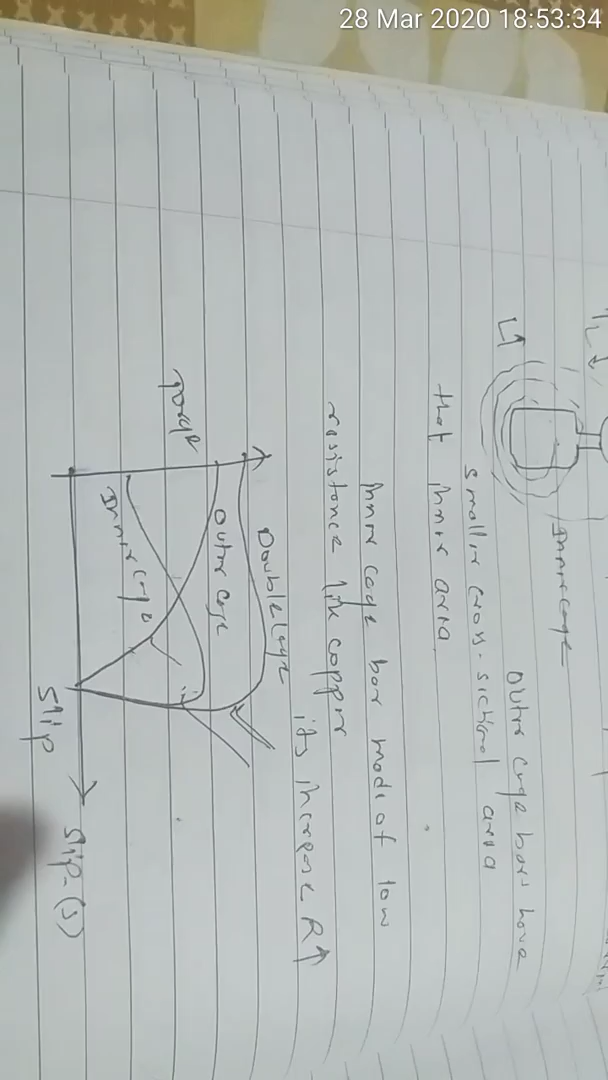 28 Mar 2020 18:53:34
L↑
Inner cage
Outer cage bars have
smaller cross-sictional area
that inner area
Inner cage bar made of low
resistance like copper
its increase R↑
Double cage
Torque
Outer cage
Inner cage
Slip
Slip-(s)